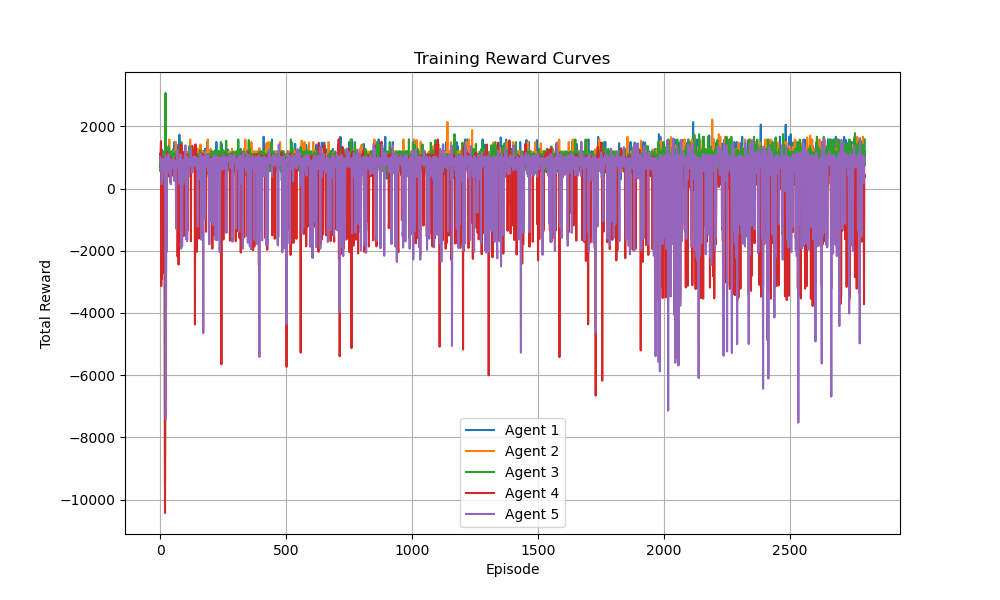 Training Reward Curves
Total Reward
2000
0
−2000
−4000
−6000
−8000
−10000
Agent 1
Agent 2
Agent 3
Agent 4
Agent 5
0 500 1000 1500 2000 2500
Episode